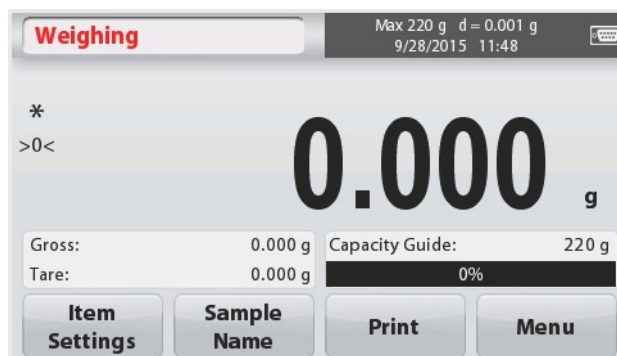 Weighing
Max 220 g d = 0.001 g
9/28/2015 11:48
*
>0<
0.000 g
Gross: 0.000 g
Tare: 0.000 g
Capacity Guide: 220 g
0%
Item Settings
Sample Name
Print
Menu